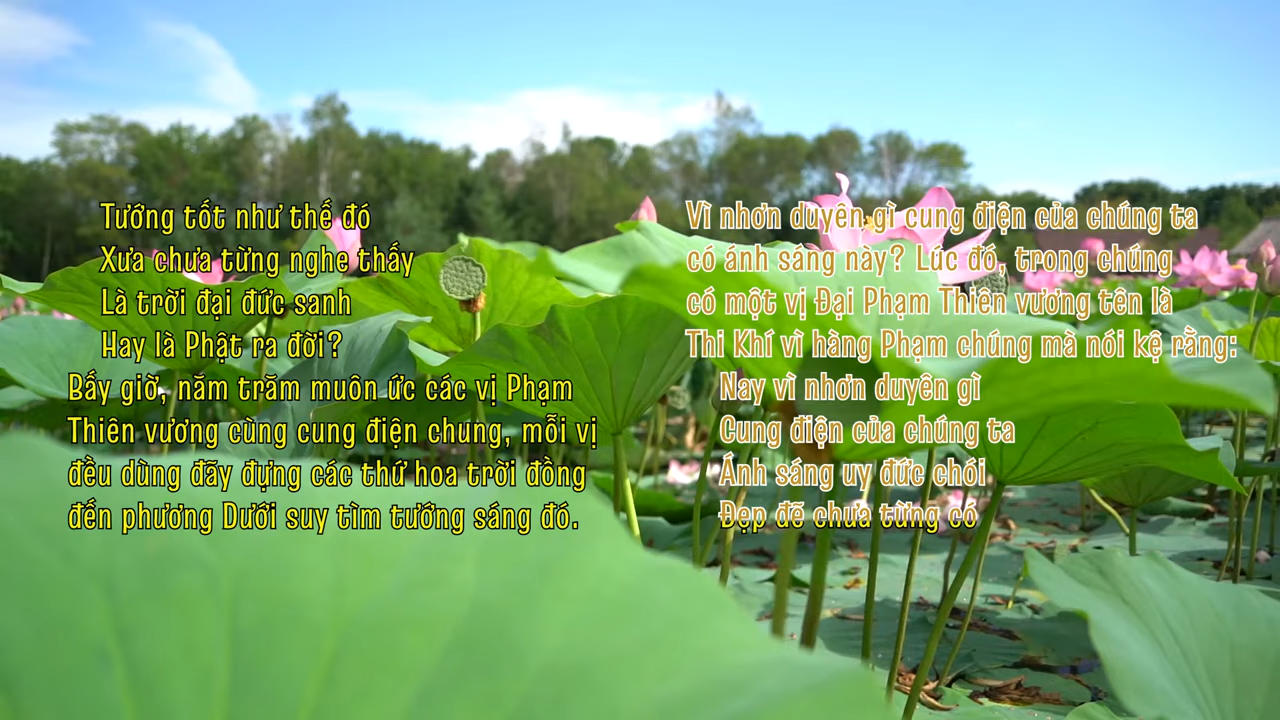 Tướng tốt như thế đó
Xưa chưa từng nghe thấy
Là trời đại đức sanh
Hay là Phật ra đời?
Bấy giờ, năm trăm muôn ức các vị Phạm
Thiên vương cùng cung điện chung, mỗi vị
đều dùng đãy đựng các thứ hoa trời đồng
đến phương Dưới suy tìm tướng sáng đó.
Vì nhơn duyên gì cung điện của chúng ta
có ánh sáng này? Lúc đó, trong chúng
có một vị Đại Phạm Thiên vương tên là
Thi Khí vì hàng Phạm chúng mà nói kệ rằng:
Nay vì nhơn duyên gì
Cung điện của chúng ta
Ánh sáng uy đức chói
Đẹp đẽ chưa từng có